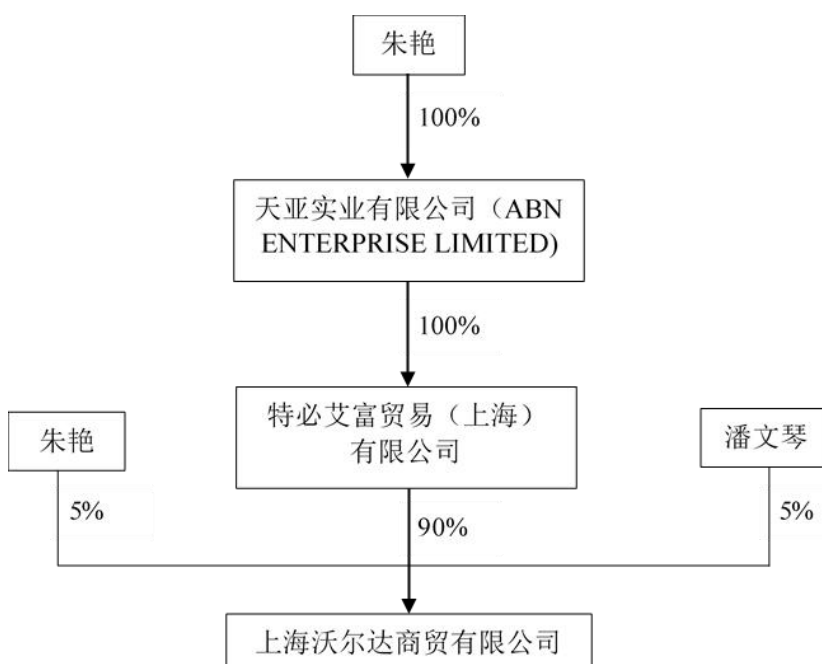 朱艳
100%
天亚实业有限公司（ABN
ENTERPRISE LIMITED)
100%
特必艾富贸易（上海）
有限公司
朱艳
潘文琴
5%
90%
5%
上海沃尔达商贸有限公司